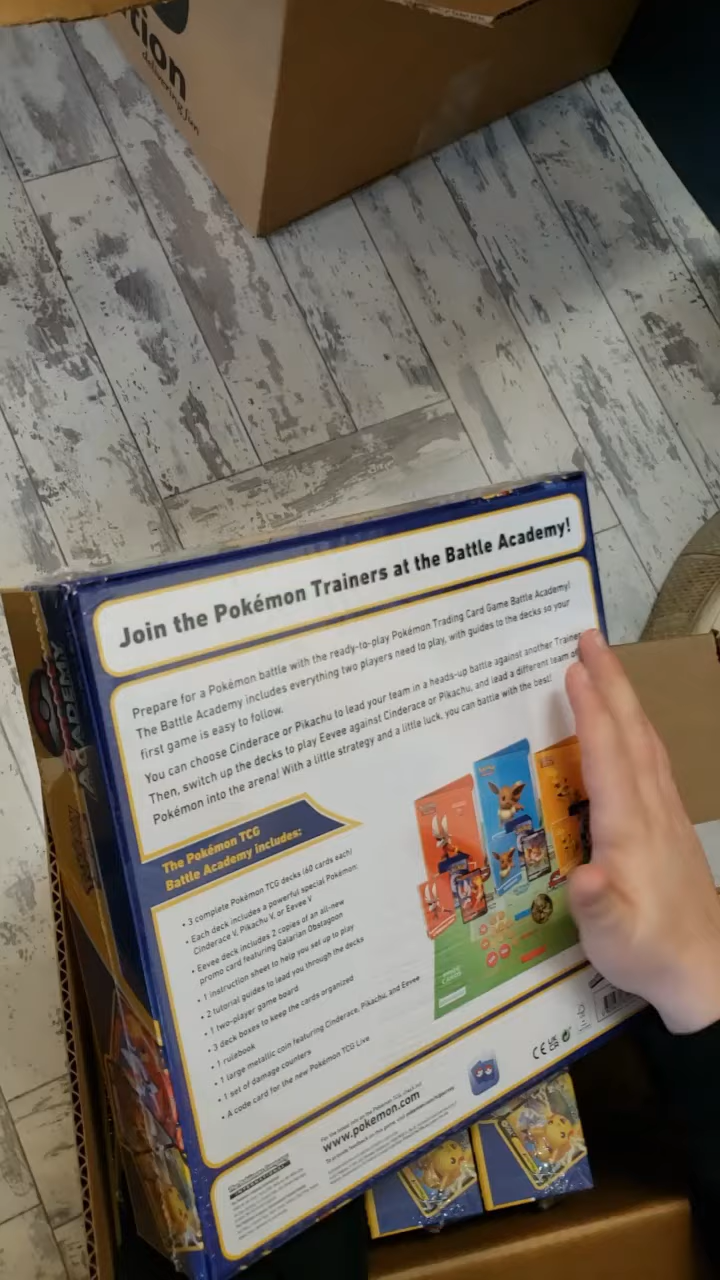 tion
delivering fun
Join the Pokémon Trainers at the Battle Academy!
Prepare for a Pokémon battle with the ready-to-play Pokémon Trading Card Game Battle Academy!
The Battle Academy includes everything two players need to play, with guides to the decks so your
first game is easy to follow.
You can choose Cinderace or Pikachu to lead your team in a heads-up battle against another Trainer
Then, switch up the decks to play Eevee against Cinderace or Pikachu, and lead a different team of
Pokémon into the arena! With a little strategy and a little luck, you can battle with the best!
The Pokémon TCG
Battle Academy includes:
• 3 complete Pokémon TCG decks (60 cards each)
• Each deck includes a powerful special Pokémon:
Cinderace V, Pikachu V, or Eevee V
• Eevee deck includes 2 copies of an all-new
promo card featuring Galarian Obstagoon
• 1 instruction sheet to help you set up to play
• 2 tutorial guides to lead you through the decks
• 1 two-player game board
• 3 deck boxes to keep the cards organized
• 1 rulebook
• 1 large metallic coin featuring Cinderace, Pikachu, and Eevee
• 1 set of damage counters
• A code card for the new Pokémon TCG Live
www.pokemon.com
CE UK CA
ACADEMY